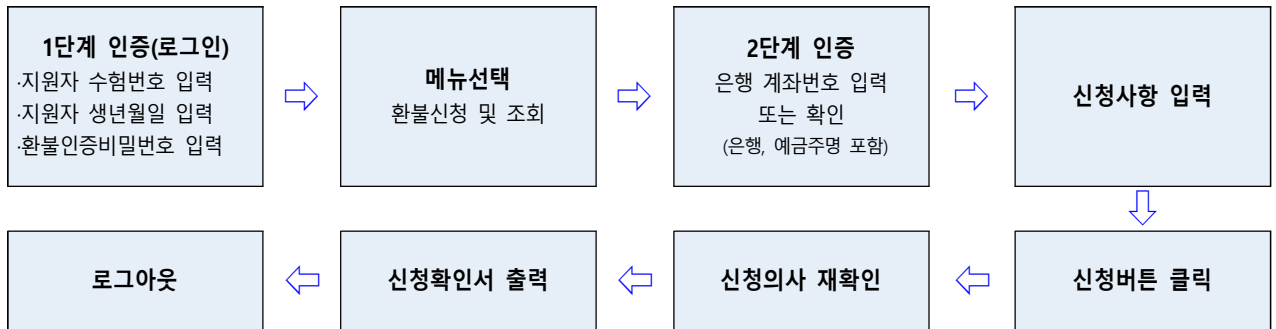 1단계 인증(로그인)
·지원자 수험번호 입력
·지원자 생년월일 입력
·환불인증비밀번호 입력
메뉴선택
환불신청 및 조회
2단계 인증
은행 계좌번호 입력
또는 확인
(은행, 예금주명 포함)
신청사항 입력
신청버튼 클릭
신청의사 재확인
신청확인서 출력
로그아웃